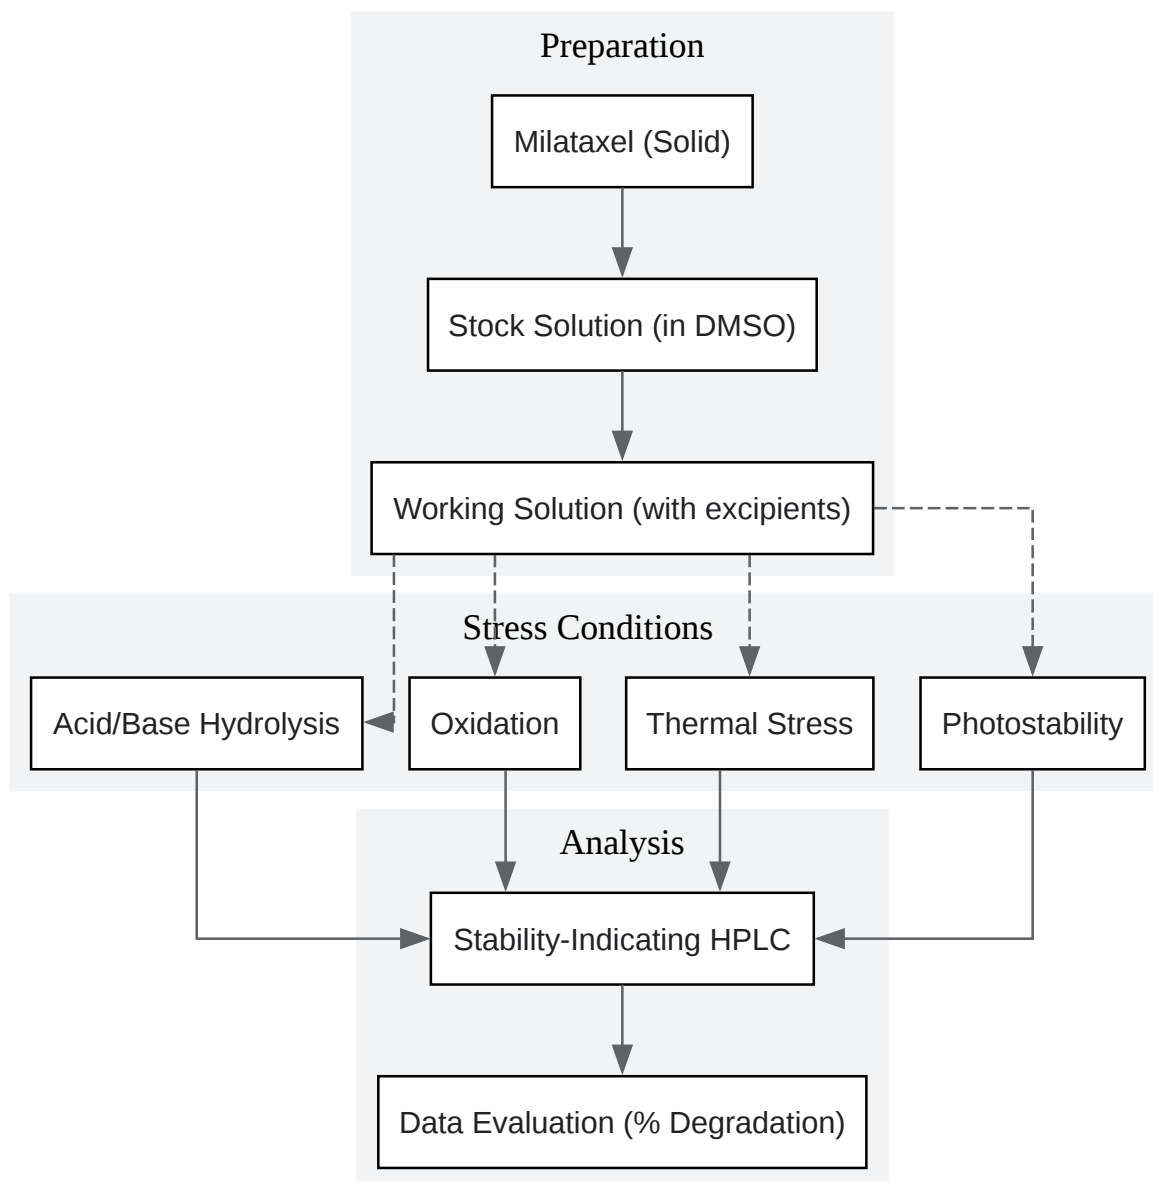 Preparation
Milataxel (Solid)
Stock Solution (in DMSO)
Working Solution (with excipients)
Stress Conditions
Acid/Base Hydrolysis
Oxidation
Thermal Stress
Photostability
Analysis
Stability-Indicating HPLC
Data Evaluation (% Degradation)